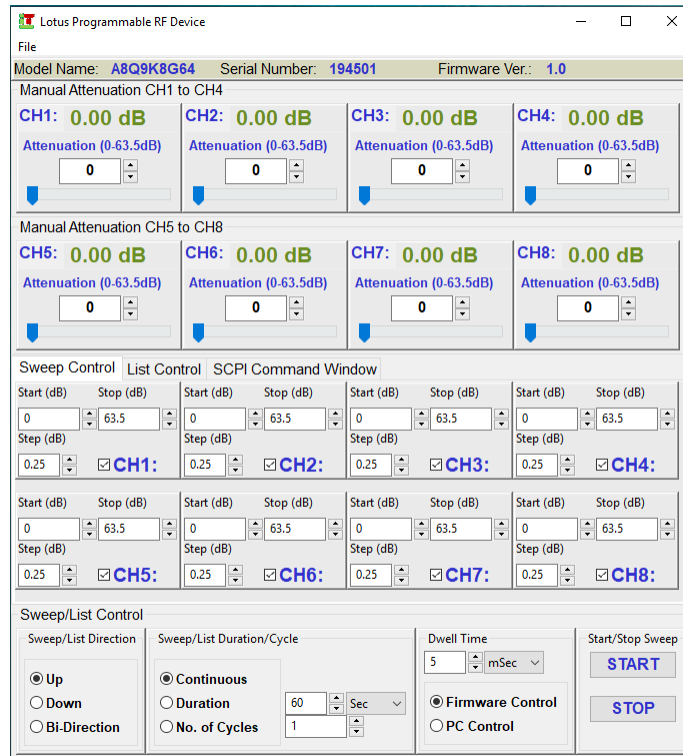 Lotus Programmable RF Device
File
Model Name: A8Q9K8G64 Serial Number: 194501 Firmware Ver.: 1.0
Manual Attenuation CH1 to CH4
CH1: 0.00 dB CH2: 0.00 dB CH3: 0.00 dB CH4: 0.00 dB
Attenuation (0-63.5dB) Attenuation (0-63.5dB) Attenuation (0-63.5dB) Attenuation (0-63.5dB)
0 0 0 0
Manual Attenuation CH5 to CH8
CH5: 0.00 dB CH6: 0.00 dB CH7: 0.00 dB CH8: 0.00 dB
Attenuation (0-63.5dB) Attenuation (0-63.5dB) Attenuation (0-63.5dB) Attenuation (0-63.5dB)
0 0 0 0
Sweep Control List Control SCPI Command Window
Start (dB) Stop (dB) Start (dB) Stop (dB) Start (dB) Stop (dB) Start (dB) Stop (dB)
0 63.5 0 63.5 0 63.5 0 63.5
Step (dB) Step (dB) Step (dB) Step (dB)
0.25 CH1: 0.25 CH2: 0.25 CH3: 0.25 CH4:
Start (dB) Stop (dB) Start (dB) Stop (dB) Start (dB) Stop (dB) Start (dB) Stop (dB)
0 63.5 0 63.5 0 63.5 0 63.5
Step (dB) Step (dB) Step (dB) Step (dB)
0.25 CH5: 0.25 CH6: 0.25 CH7: 0.25 CH8:
Sweep/List Control
Sweep/List Direction Sweep/List Duration/Cycle Dwell Time Start/Stop Sweep
5 mSec START
Up Continuous
Down Duration 60 Sec Firmware Control STOP
Bi-Direction No. of Cycles 1 PC Control